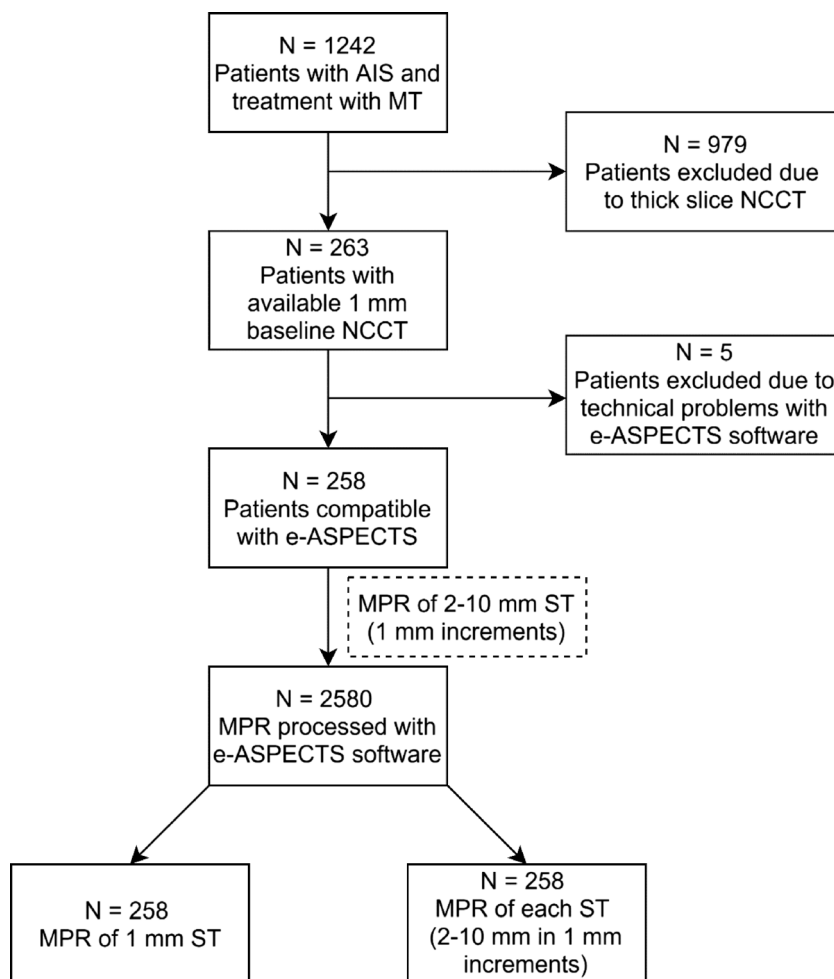 N = 1242
Patients with AIS and
treatment with MT
N = 979
Patients excluded due
to thick slice NCCT
N = 263
Patients with
available 1 mm
baseline NCCT
N = 5
Patients excluded due to
technical problems with
e-ASPECTS software
N = 258
Patients compatible
with e-ASPECTS
MPR of 2-10 mm ST
(1 mm increments)
N = 2580
MPR processed with
e-ASPECTS software
N = 258
MPR of 1 mm ST
N = 258
MPR of each ST
(2-10 mm in 1 mm
increments)